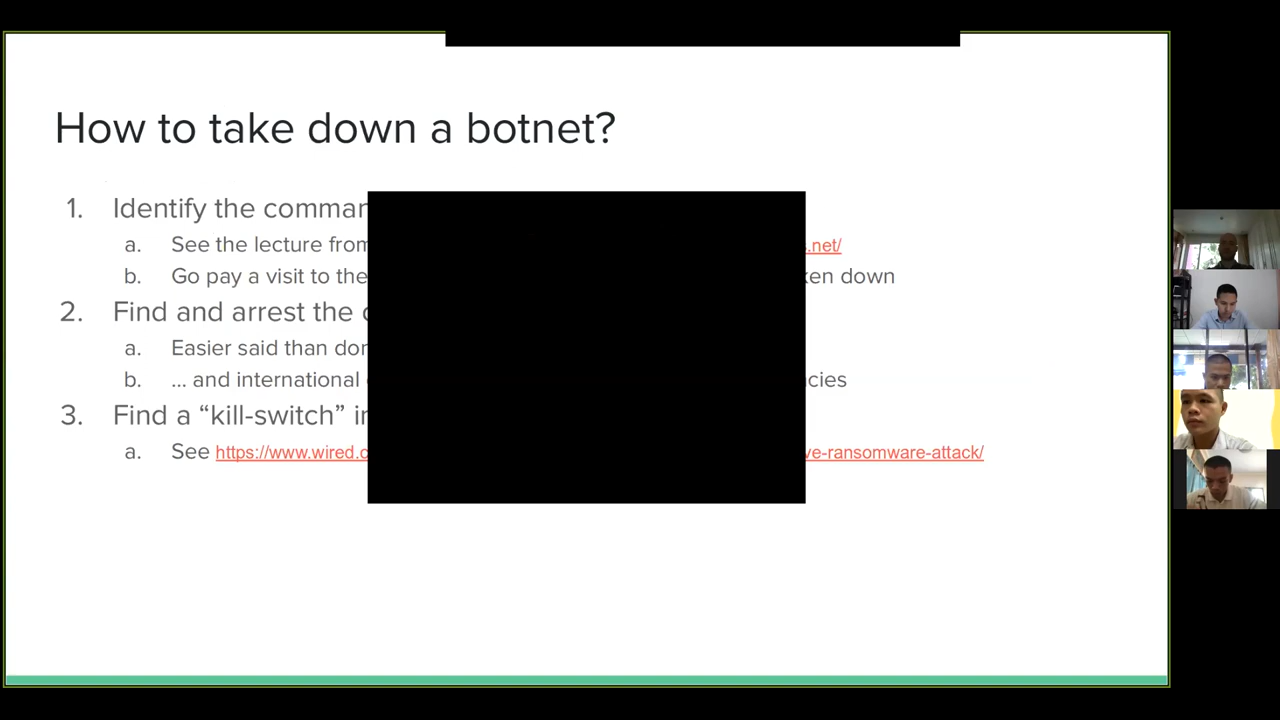 How to take down a botnet?
1. Identify the comman
a. See the lecture from .net/
b. Go pay a visit to the ken down
2. Find and arrest the
a. Easier said than don
b. ... and international cies
3. Find a “kill-switch” in
a. See https://www.wired.c ve-ransomware-attack/